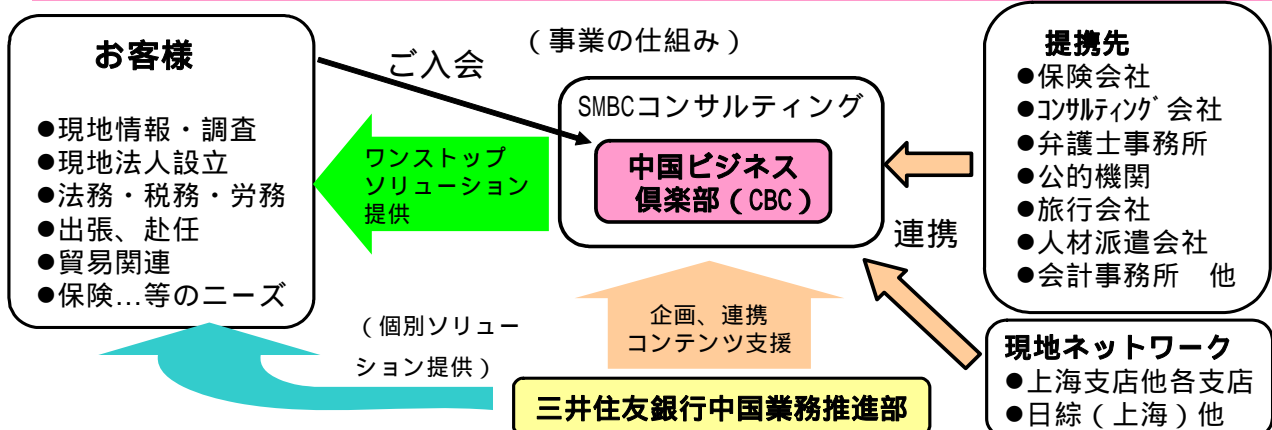 （事業の仕組み）
お客様
●現地情報・調査
●現地法人設立
●法務・税務・労務
●出張、赴任
●貿易関連
●保険…等のニーズ
ご入会
ワンストップ
ソリューション
提供
SMBCコンサルティング
中国ビジネス
倶楽部（CBC）
提携先
●保険会社
●ｺﾝｻﾙﾃｨﾝｸﾞ会社
●弁護士事務所
●公的機関
●旅行会社
●人材派遣会社
●会計事務所　他
連携
（個別ソリュー
ション提供）
企画、連携
コンテンツ支援
三井住友銀行中国業務推進部
現地ネットワーク
●上海支店他各支店
●日綜（上海）他